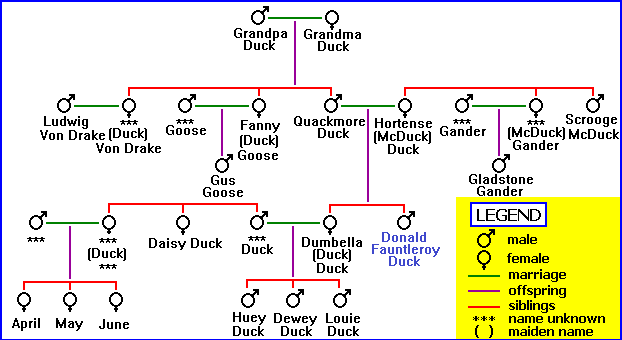 Grandpa Duck
Grandma Duck
Ludwig Von Drake
*** (Duck) Von Drake
*** Goose
Fanny (Duck) Goose
Quackmore Duck
Hortense (McDuck) Duck
*** Gander
*** (McDuck) Gander
Scrooge McDuck
Gus Goose
Gladstone Gander
***
*** (Duck) ***
Daisy Duck
*** Duck
Dumbella (Duck) Duck
Donald Fauntleroy Duck
April
May
June
Huey Duck
Dewey Duck
Louie Duck
LEGEND
male
female
marriage
offspring
siblings
*** name unknown
( ) maiden name